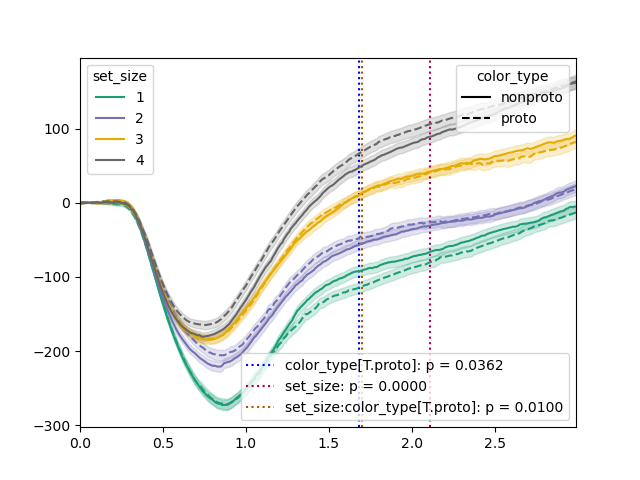 set_size
1
2
3
4
color_type
nonproto
proto
100
0
−100
−200
−300
color_type[T.proto]: p = 0.0362
set_size: p = 0.0000
set_size:color_type[T.proto]: p = 0.0100
0.0 0.5 1.0 1.5 2.0 2.5